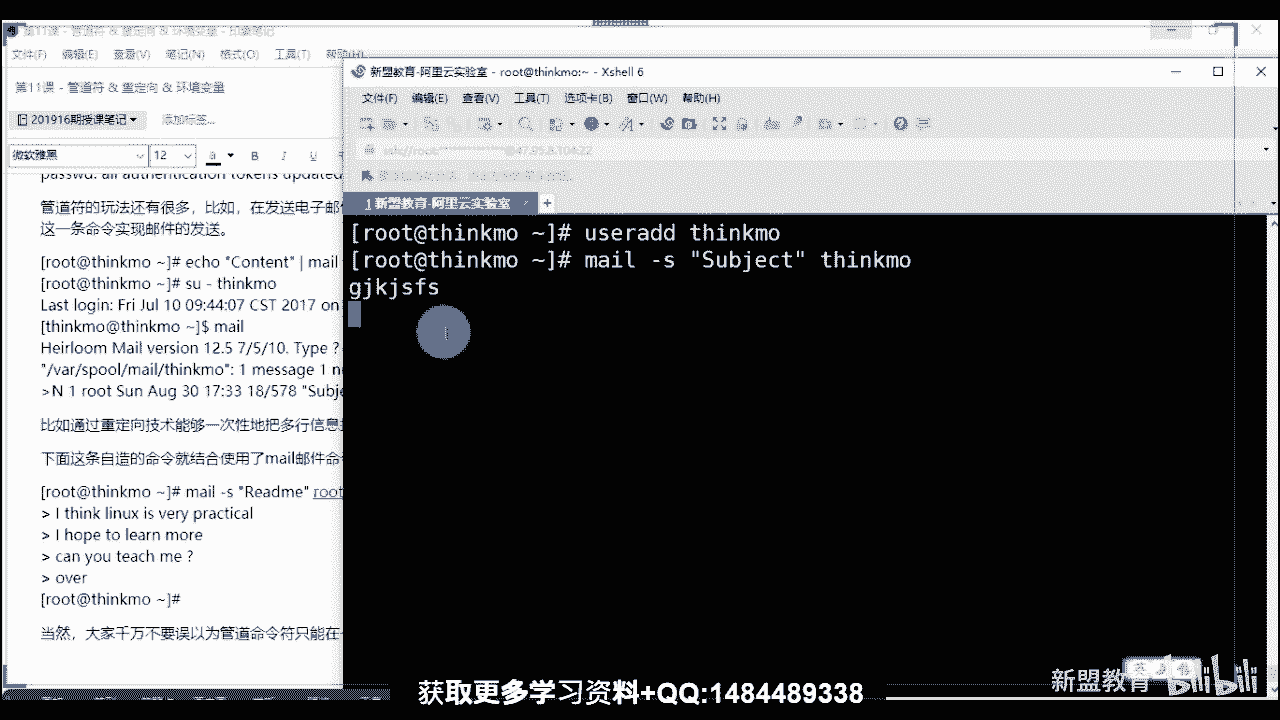 第11课 - 管道符 & 重定向 & 环境变量 - 印象笔记
文件(F) 编辑(E) 查看(V) 笔记(N) 格式(O) 工具(T) 帮助(H)
第11课 - 管道符 & 重定向 & 环境变量
201916期授课笔记 添加标签...
微软雅黑 12 a B I U
passwd: all authentication tokens updated
管道符的玩法还有很多，比如，在发送电子邮
这一条命令实现邮件的发送。
[root@thinkmo ~]# echo "Content" | mail
[root@thinkmo ~]# su - thinkmo
Last login: Fri Jul 10 09:44:07 CST 2017 on
[thinkmo@thinkmo ~]$ mail
Heirloom Mail version 12.5 7/5/10. Type ?
"/var/spool/mail/thinkmo": 1 message 1 ne
>N 1 root Sun Aug 30 17:33 18/578 "Subje
比如通过重定向技术能够一次性地把多行信息
下面这条自造的命令就结合使用了mail邮件命
[root@thinkmo ~]# mail -s "Readme" root
> I think linux is very practical
> I hope to learn more
> can you teach me ?
> over
[root@thinkmo ~]#
当然，大家千万不要误以为管道命令符只能在
新盟教育-阿里云实验室 - root@thinkmo:~ - Xshell 6
文件(F) 编辑(E) 查看(V) 工具(T) 选项卡(B) 窗口(W) 帮助(H)
1 新盟教育-阿里云实验室
[root@thinkmo ~]# useradd thinkmo
[root@thinkmo ~]# mail -s "Subject" thinkmo
gjkjsfs
新盟教育 bilibili
获取更多学习资料+QQ:1484489338